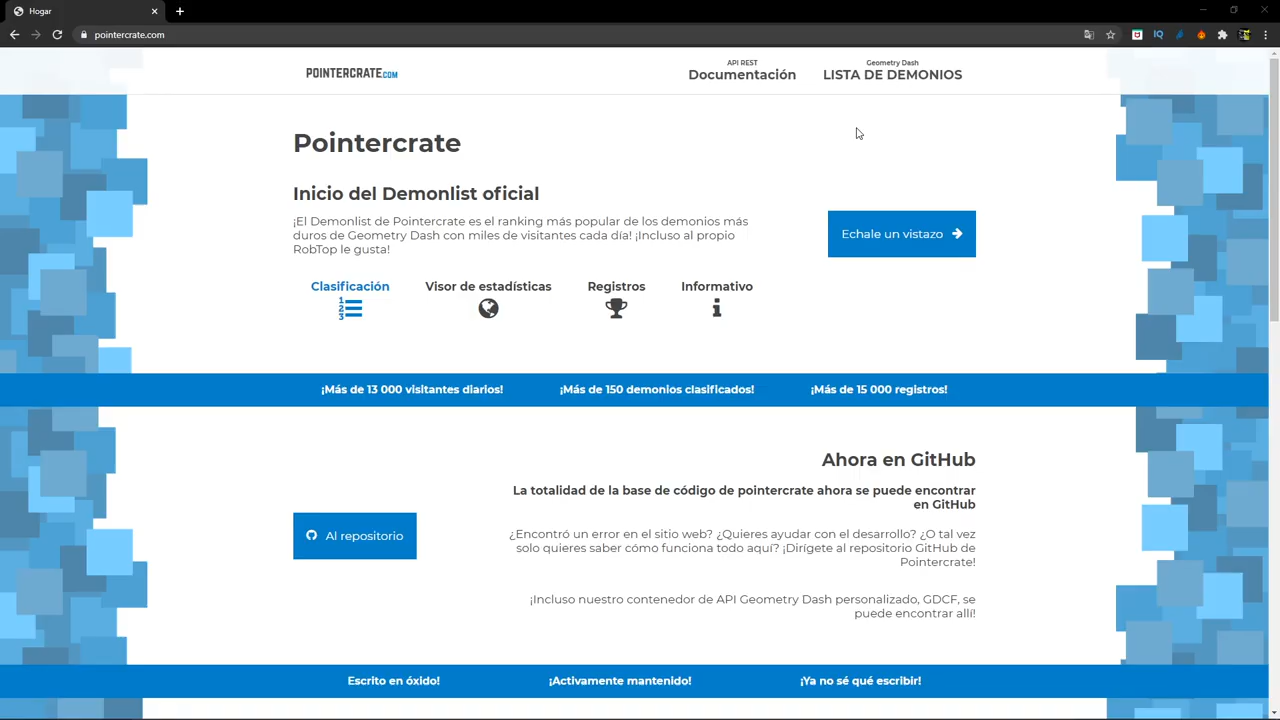 Hogar
pointercrate.com
POINTERCRATE.COM
API REST
Documentación
Geometry Dash
LISTA DE DEMONIOS
Pointercrate
Inicio del Demonlist oficial
¡El Demonlist de Pointercrate es el ranking más popular de los demonios más
duros de Geometry Dash con miles de visitantes cada día! ¡Incluso al propio
RobTop le gusta!
Echale un vistazo
Clasificación
Visor de estadísticas
Registros
Informativo
¡Más de 13 000 visitantes diarios!
¡Más de 150 demonios clasificados!
¡Más de 15 000 registros!
Ahora en GitHub
La totalidad de la base de código de pointercrate ahora se puede encontrar
en GitHub
Al repositorio
¿Encontró un error en el sitio web? ¿Quieres ayudar con el desarrollo? ¿O tal vez
solo quieres saber cómo funciona todo aquí? ¡Dirígete al repositorio GitHub de
Pointercrate!
¡Incluso nuestro contenedor de API Geometry Dash personalizado, GDCF, se
puede encontrar allí!
Escrito en óxido!
¡Activamente mantenido!
¡Ya no sé qué escribir!